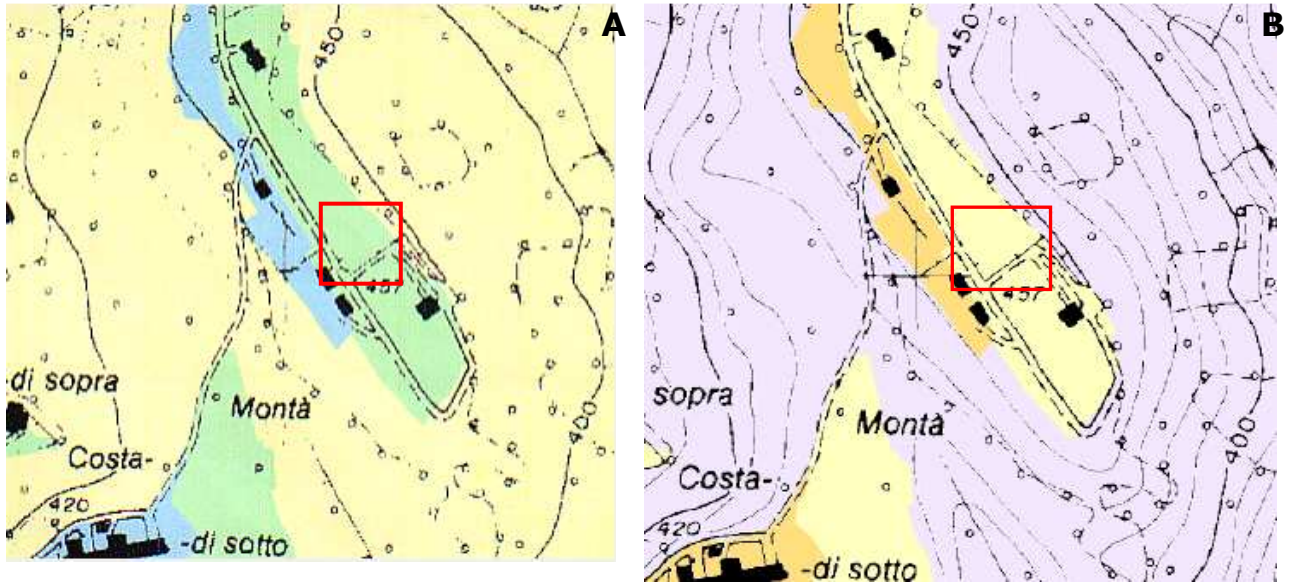 A
450
457
di sopra
Montà
Costa-
400
420
-di sotto
B
450
457
sopra
Montà
Costa-
400
420
-di sotto